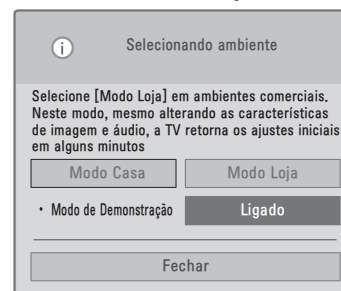 Selecionando ambiente
Selecione [Modo Loja] em ambientes comerciais.
Neste modo, mesmo alterando as características
de imagem e áudio, a TV retorna os ajustes iniciais
em alguns minutos
Modo Casa Modo Loja
• Modo de Demonstração Ligado
Fechar